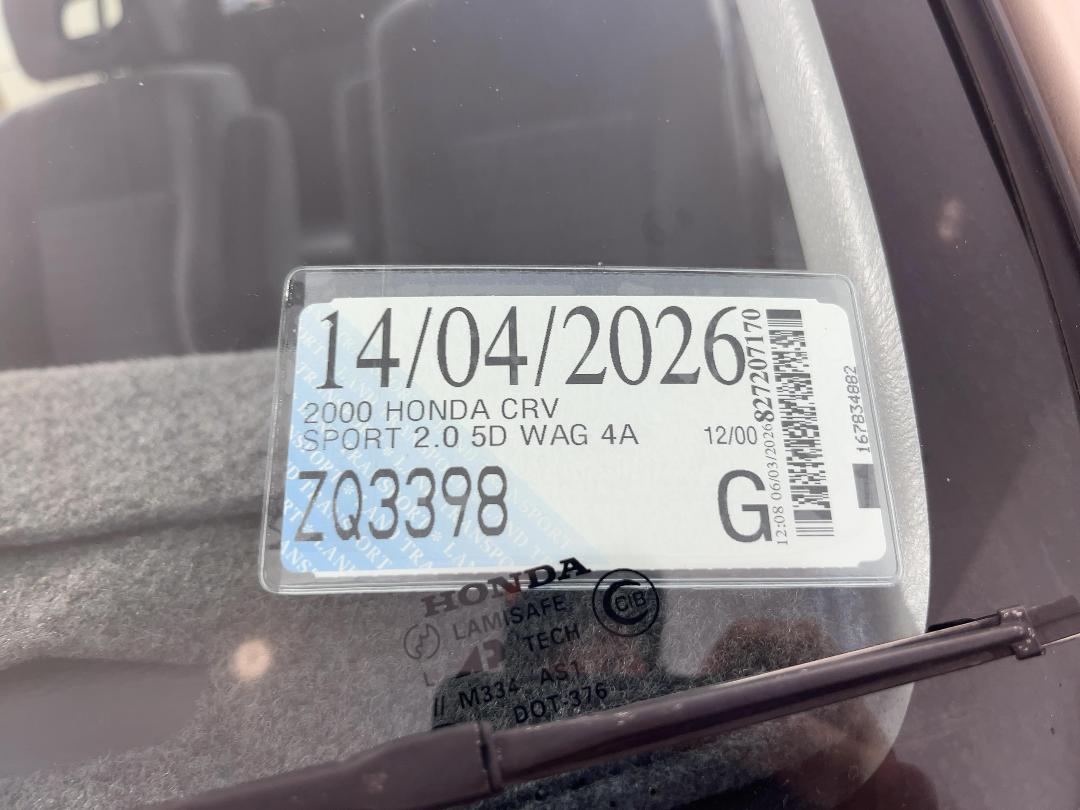 14/04/2026
2000 HONDA CRV
SPORT 2.0 5D WAG 4A
12/00
ZQ3398
G
827207170
12:08 06/03/2026
167834882
HONDA
LAMISAFE
CIB
TECH
M334 AS1
DOT-376